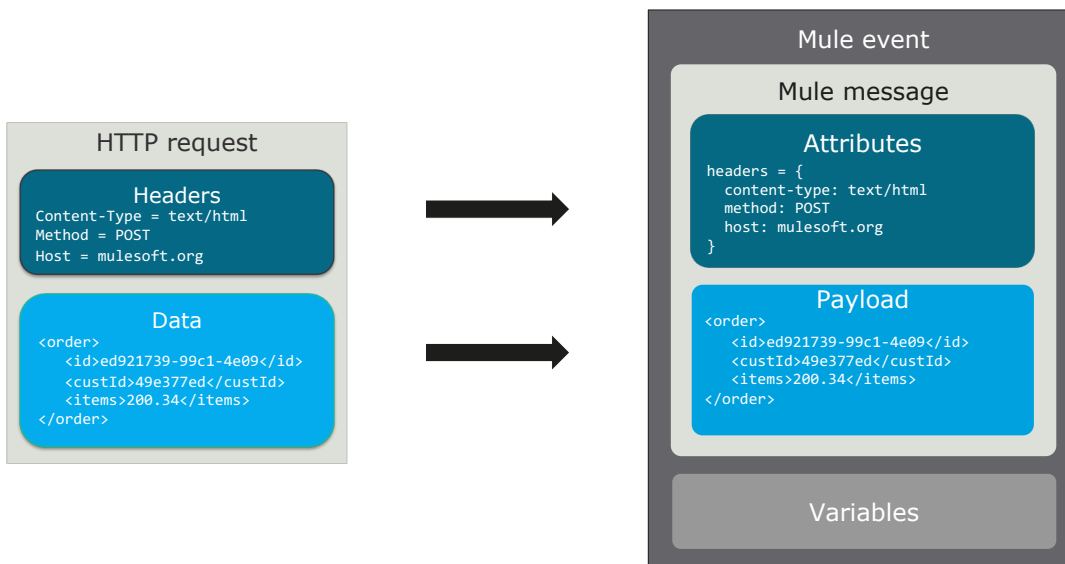 HTTP request
Headers
Content-Type = text/html
Method = POST
Host = mulesoft.org
Data
<order>
<id>ed921739-99c1-4e09</id>
<custId>49e377ed</custId>
<items>200.34</items>
</order>
Mule event
Mule message
Attributes
headers = {
content-type: text/html
method: POST
host: mulesoft.org
}
Payload
<order>
<id>ed921739-99c1-4e09</id>
<custId>49e377ed</custId>
<items>200.34</items>
</order>
Variables